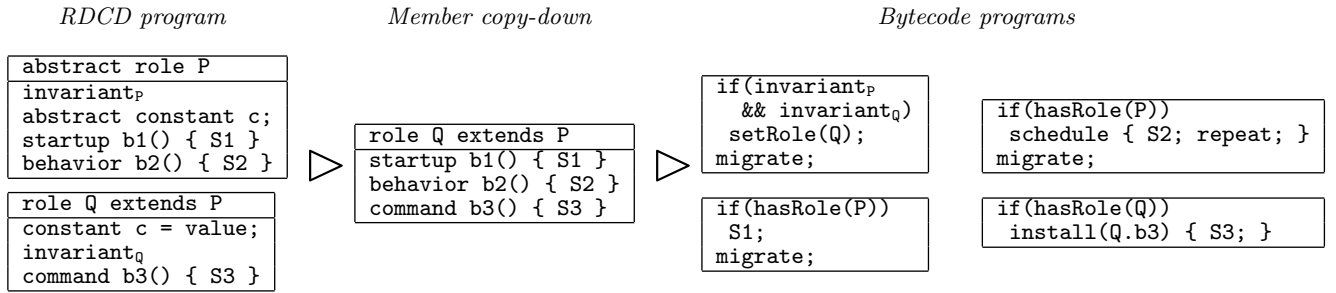 RDCD program
Member copy-down
Bytecode programs
abstract role P
invariantP
abstract constant c;
startup b1() { S1 }
behavior b2() { S2 }
role Q extends P
constant c = value;
invariantQ
command b3() { S3 }
role Q extends P
startup b1() { S1 }
behavior b2() { S2 }
command b3() { S3 }
if(invariantP
&& invariantQ)
setRole(Q);
migrate;
if(hasRole(P))
S1;
migrate;
if(hasRole(P))
schedule { S2; repeat; }
migrate;
if(hasRole(Q))
install(Q.b3) { S3; }